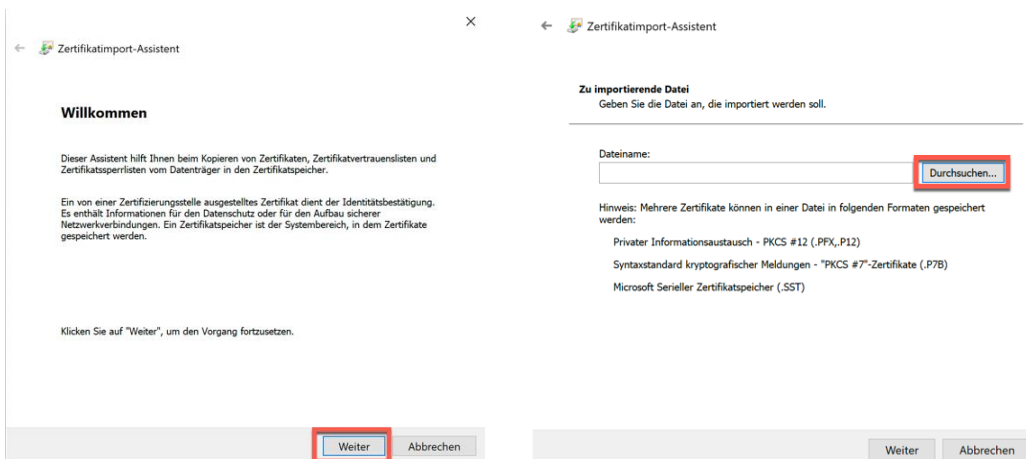 Zertifikatimport-Assistent
Willkommen
Dieser Assistent hilft Ihnen beim Kopieren von Zertifikaten, Zertifikatvertrauenslisten und
Zertifikatssperrlisten vom Datenträger in den Zertifikatspeicher.
Ein von einer Zertifizierungsstelle ausgestelltes Zertifikat dient der Identitätsbestätigung.
Es enthält Informationen für den Datenschutz oder für den Aufbau sicherer
Netzwerkverbindungen. Ein Zertifikatspeicher ist der Systembereich, in dem Zertifikate
gespeichert werden.
Klicken Sie auf "Weiter", um den Vorgang fortzusetzen.
Weiter
Abbrechen
Zertifikatimport-Assistent
Zu importierende Datei
Geben Sie die Datei an, die importiert werden soll.
Dateiname:
Durchsuchen...
Hinweis: Mehrere Zertifikate können in einer Datei in folgenden Formaten gespeichert
werden:
Privater Informationsaustausch - PKCS #12 (.PFX,.P12)
Syntaxstandard kryptografischer Meldungen - "PKCS #7"-Zertifikate (.P7B)
Microsoft Serieller Zertifikatspeicher (.SST)
Weiter
Abbrechen